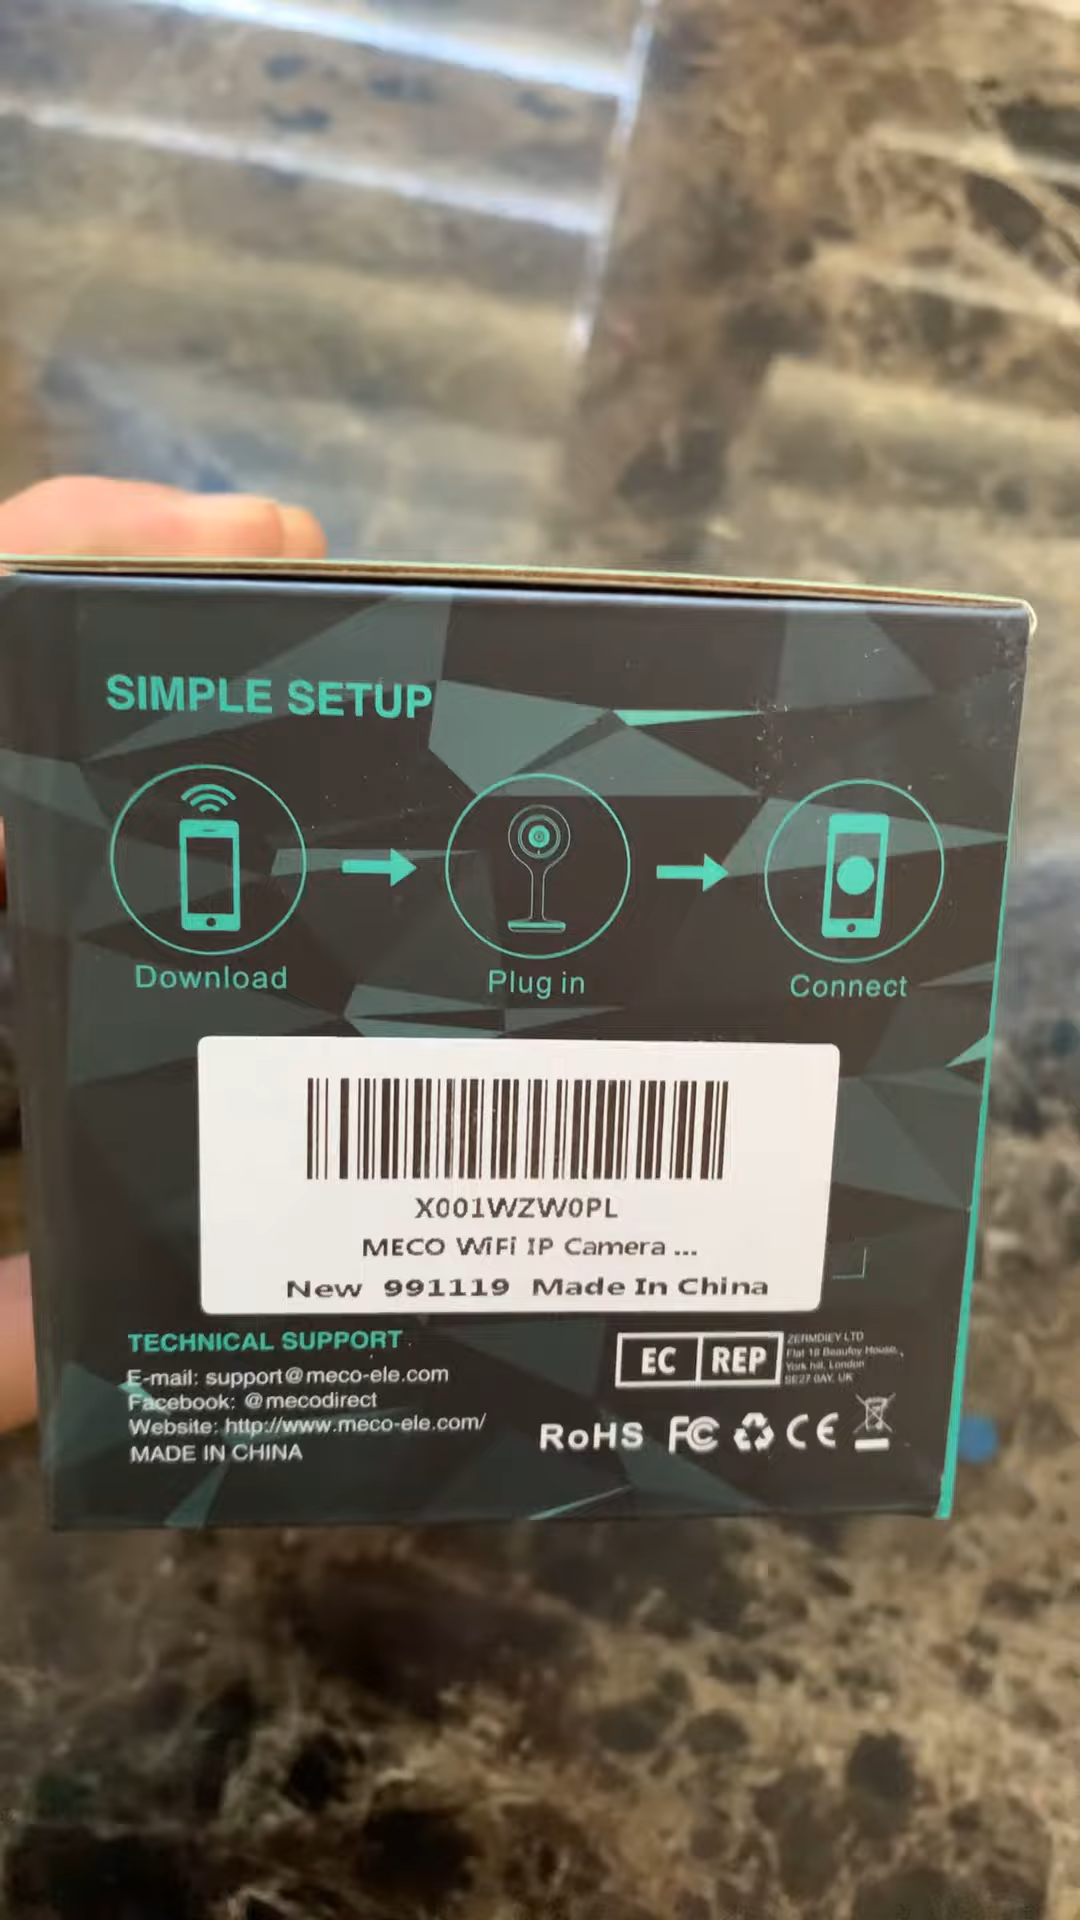 SIMPLE SETUP
Download
Plug in
Connect
X001WZW0PL
MECO WiFi IP Camera ...
New 991119 Made In China
TECHNICAL SUPPORT
E-mail: support@meco-ele.com
Facebook: @mecodirect
Website: http://www.meco-ele.com/
MADE IN CHINA
EC REP
ZERMDIEY LTD
Flat 18 Beaufoy House,
York hill, London
SE27 0AY, UK
RoHS FC CE